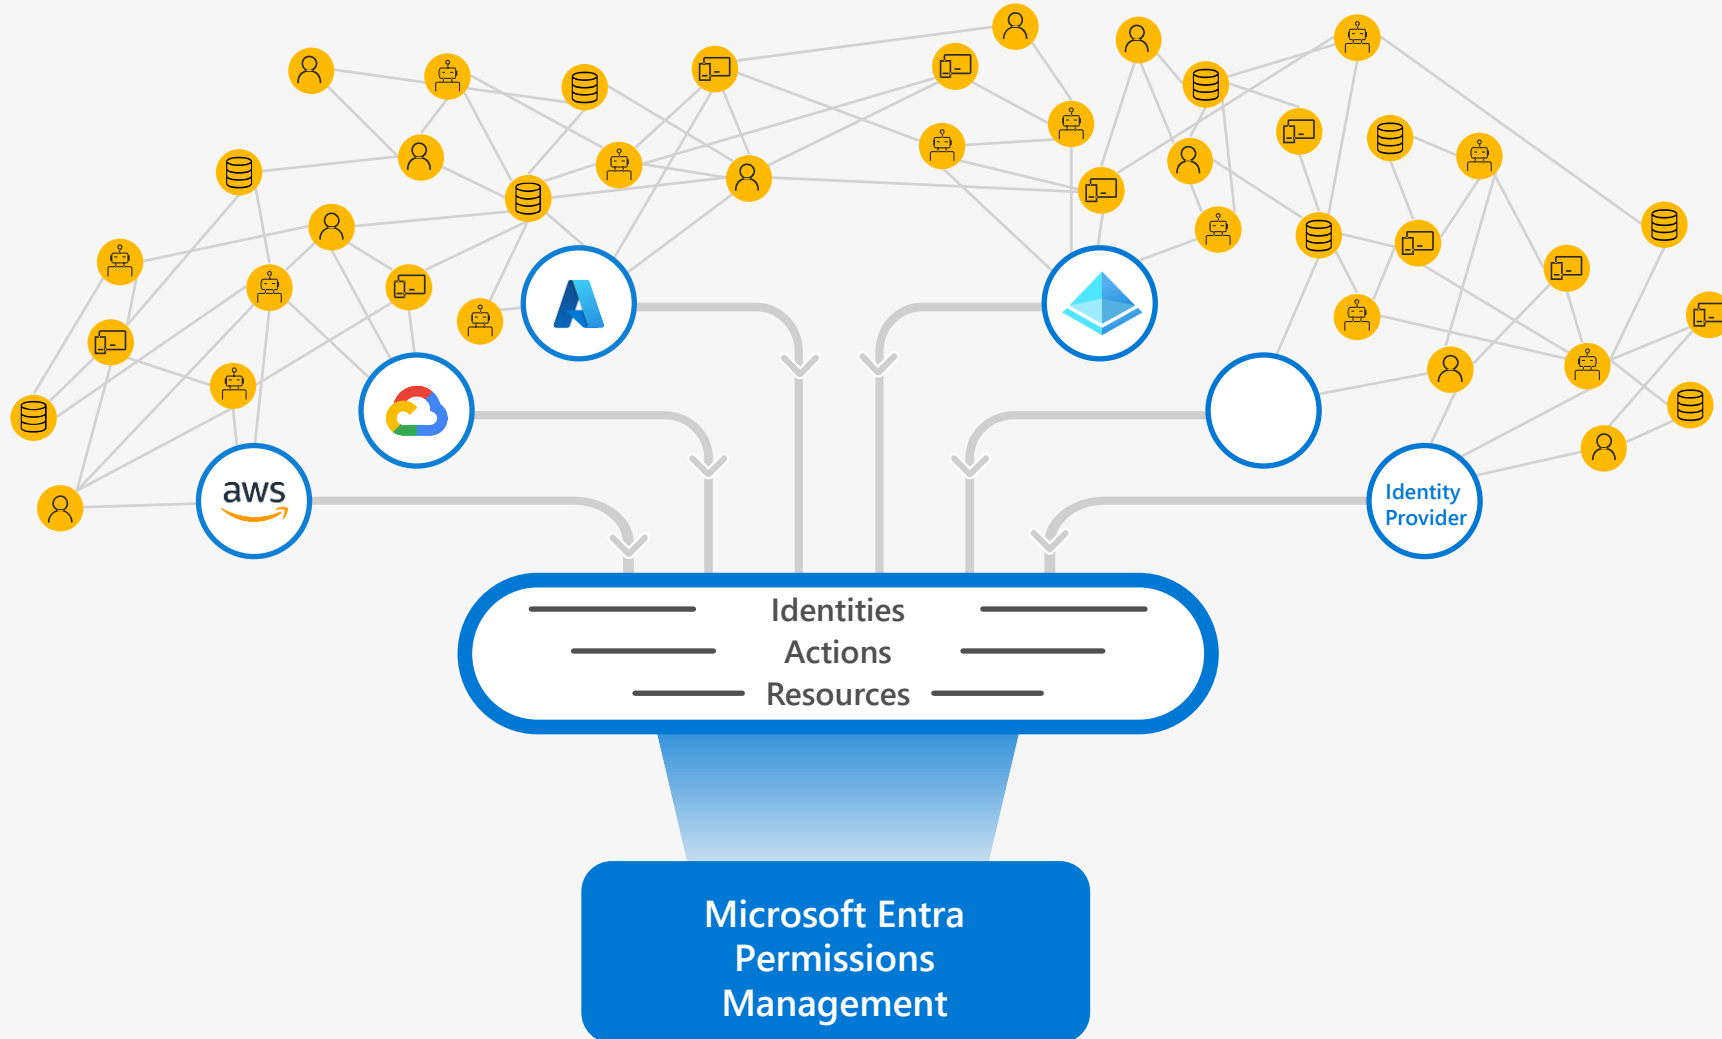 aws
Identity
Provider
Identities
Actions
Resources
Microsoft Entra
Permissions
Management